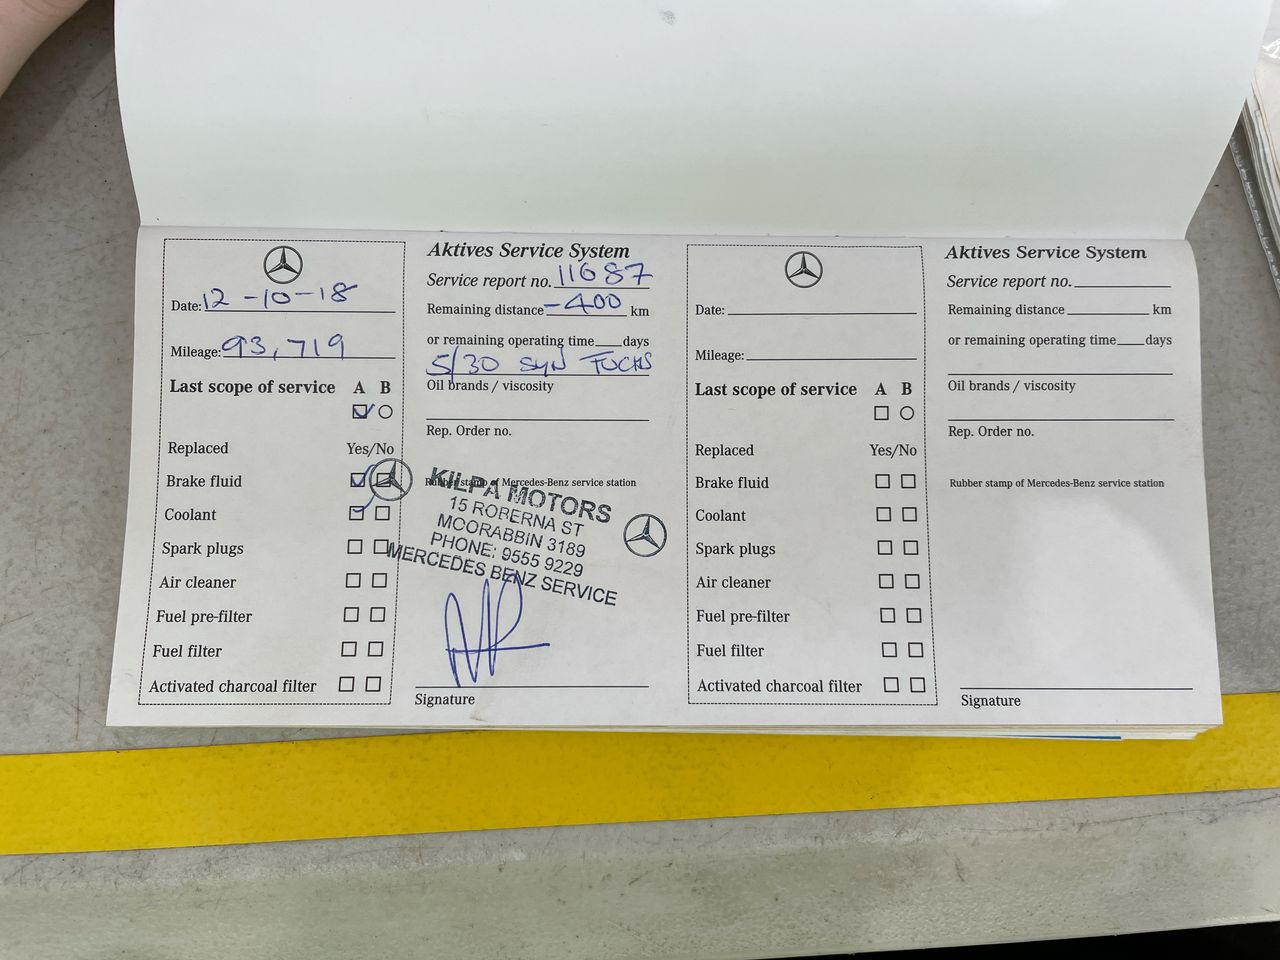 Date: 12-10-18
Mileage: 93,719
Last scope of service A B
Replaced Yes/No
Brake fluid
Coolant
Spark plugs
Air cleaner
Fuel pre-filter
Fuel filter
Activated charcoal filter
Aktives Service System
Service report no. 11687
Remaining distance -400 km
or remaining operating time days
5/30 SYN FUCHS
Oil brands / viscosity
Rep. Order no.
Rubber stamp of Mercedes-Benz service station
KILPA MOTORS
15 ROBERNA ST
MOORABBIN 3189
PHONE: 9555 9229
MERCEDES BENZ SERVICE
Signature
Date:
Mileage:
Last scope of service A B
Replaced Yes/No
Brake fluid
Coolant
Spark plugs
Air cleaner
Fuel pre-filter
Fuel filter
Activated charcoal filter
Aktives Service System
Service report no.
Remaining distance km
or remaining operating time days
Oil brands / viscosity
Rep. Order no.
Rubber stamp of Mercedes-Benz service station
Signature